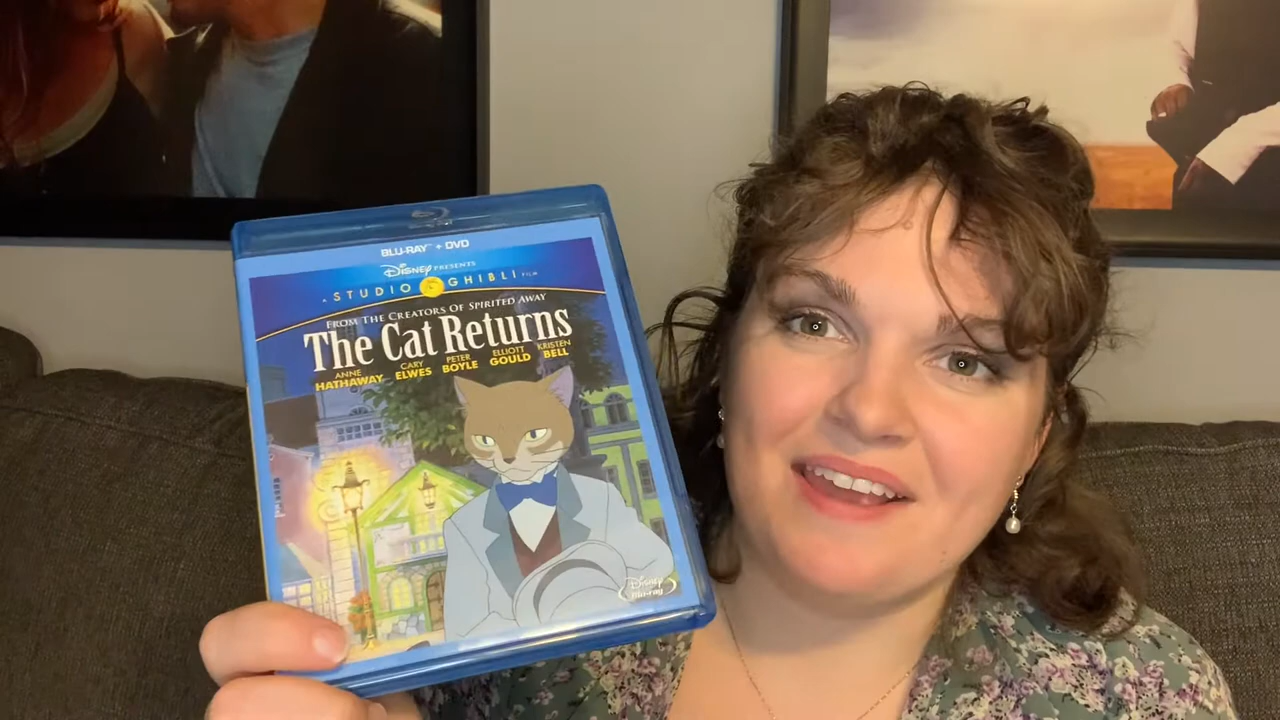 BLU-RAY™ + DVD
DISNEY PRESENTS
A STUDIO GHIBLI FILM
FROM THE CREATORS OF SPIRITED AWAY
The Cat Returns
ANNE HATHAWAY CARY ELWES PETER BOYLE ELLIOTT GOULD KRISTEN BELL
Disney
Blu-ray